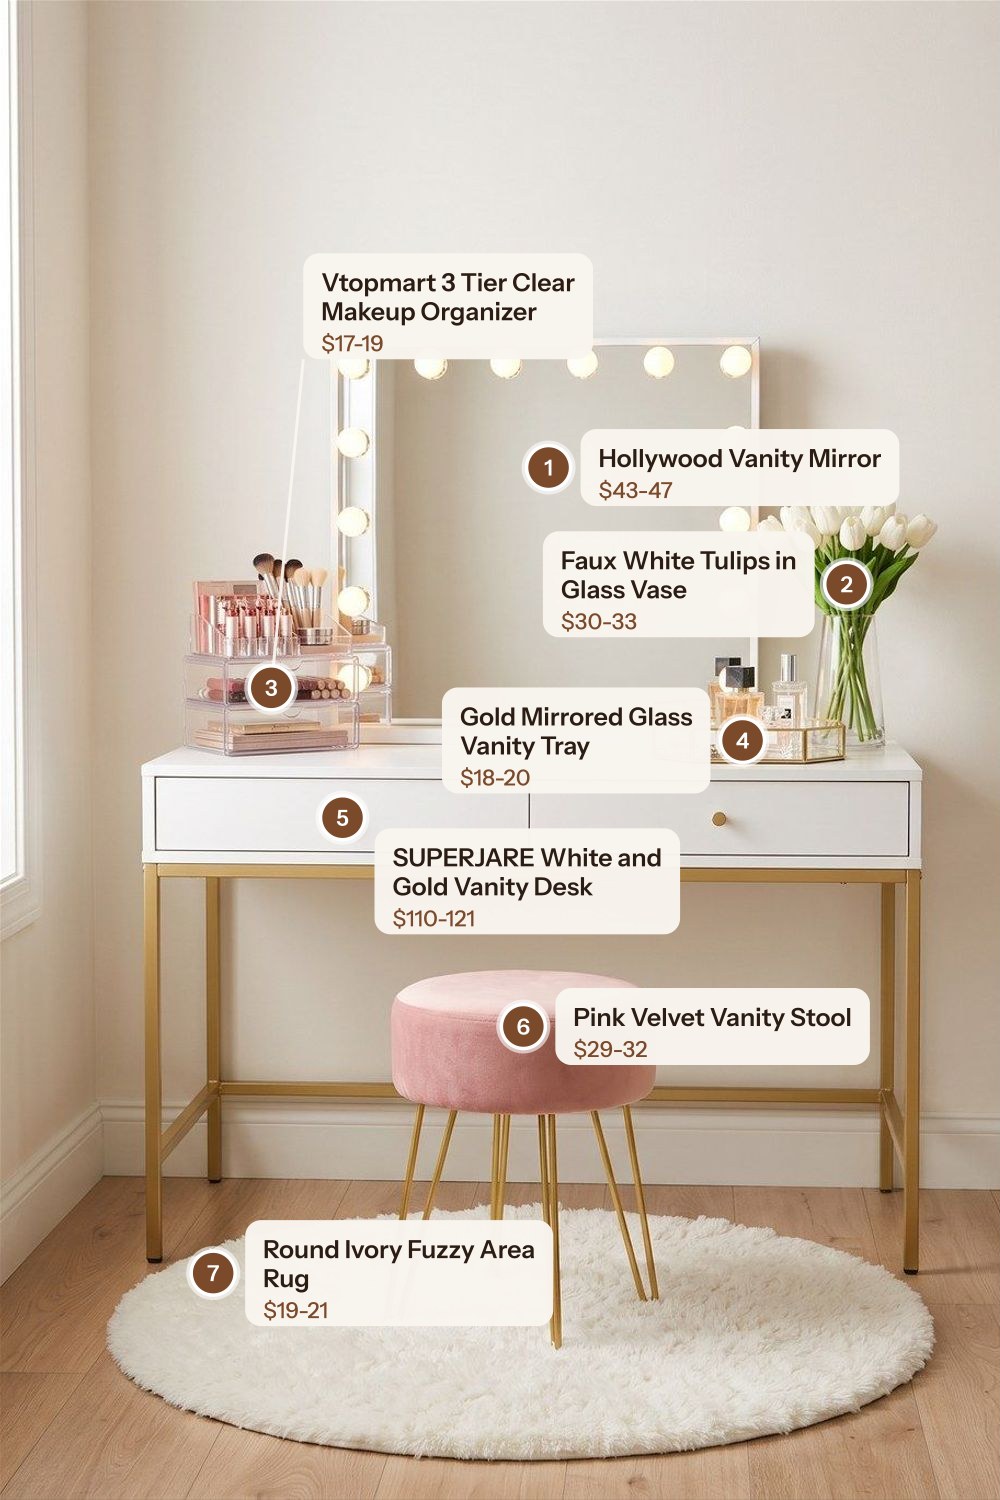 Vtopmart 3 Tier Clear
Makeup Organizer
$17-19
1
Hollywood Vanity Mirror
$43-47
Faux White Tulips in
Glass Vase
$30-33
2
3
Gold Mirrored Glass
Vanity Tray
$18-20
4
5
SUPERJARE White and
Gold Vanity Desk
$110-121
6
Pink Velvet Vanity Stool
$29-32
7
Round Ivory Fuzzy Area
Rug
$19-21